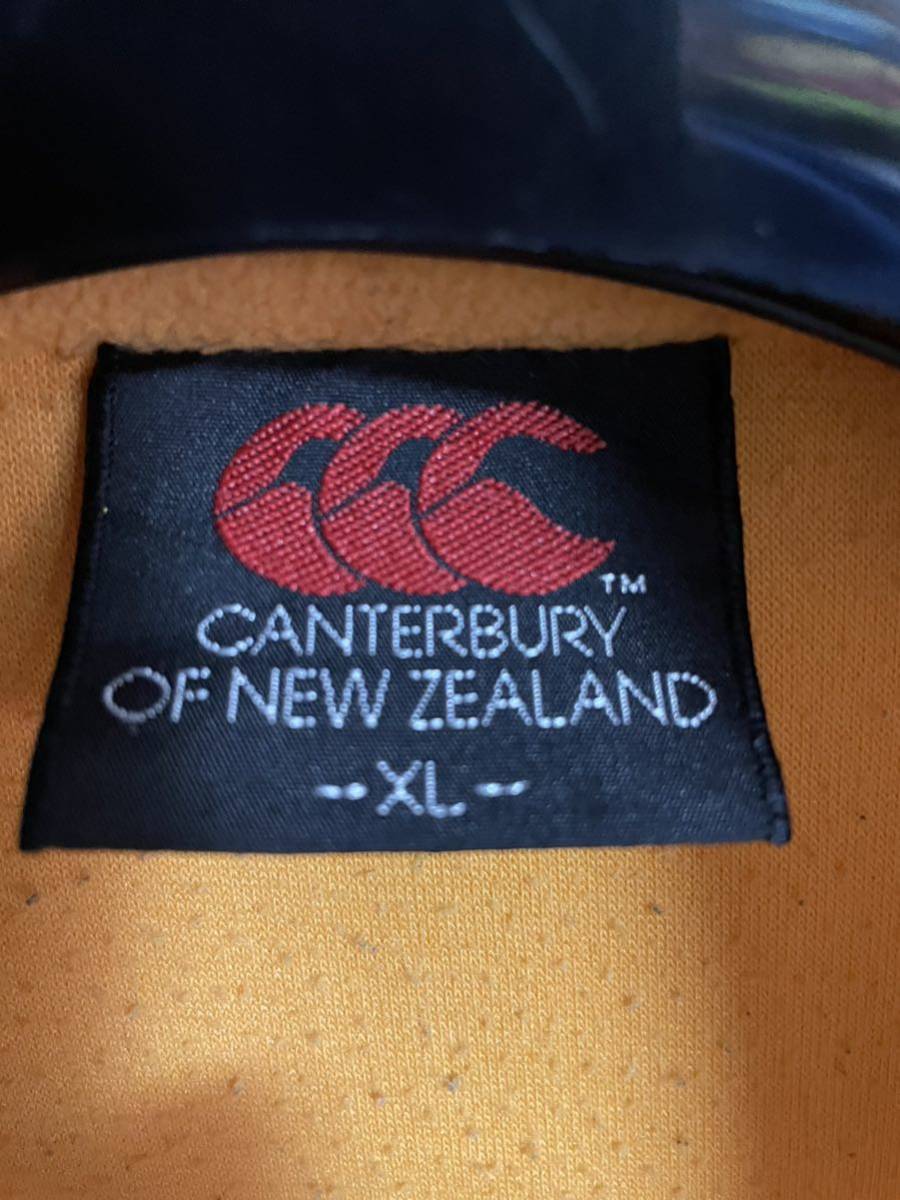 TM
CANTERBURY
OF NEW ZEALAND
-XL-